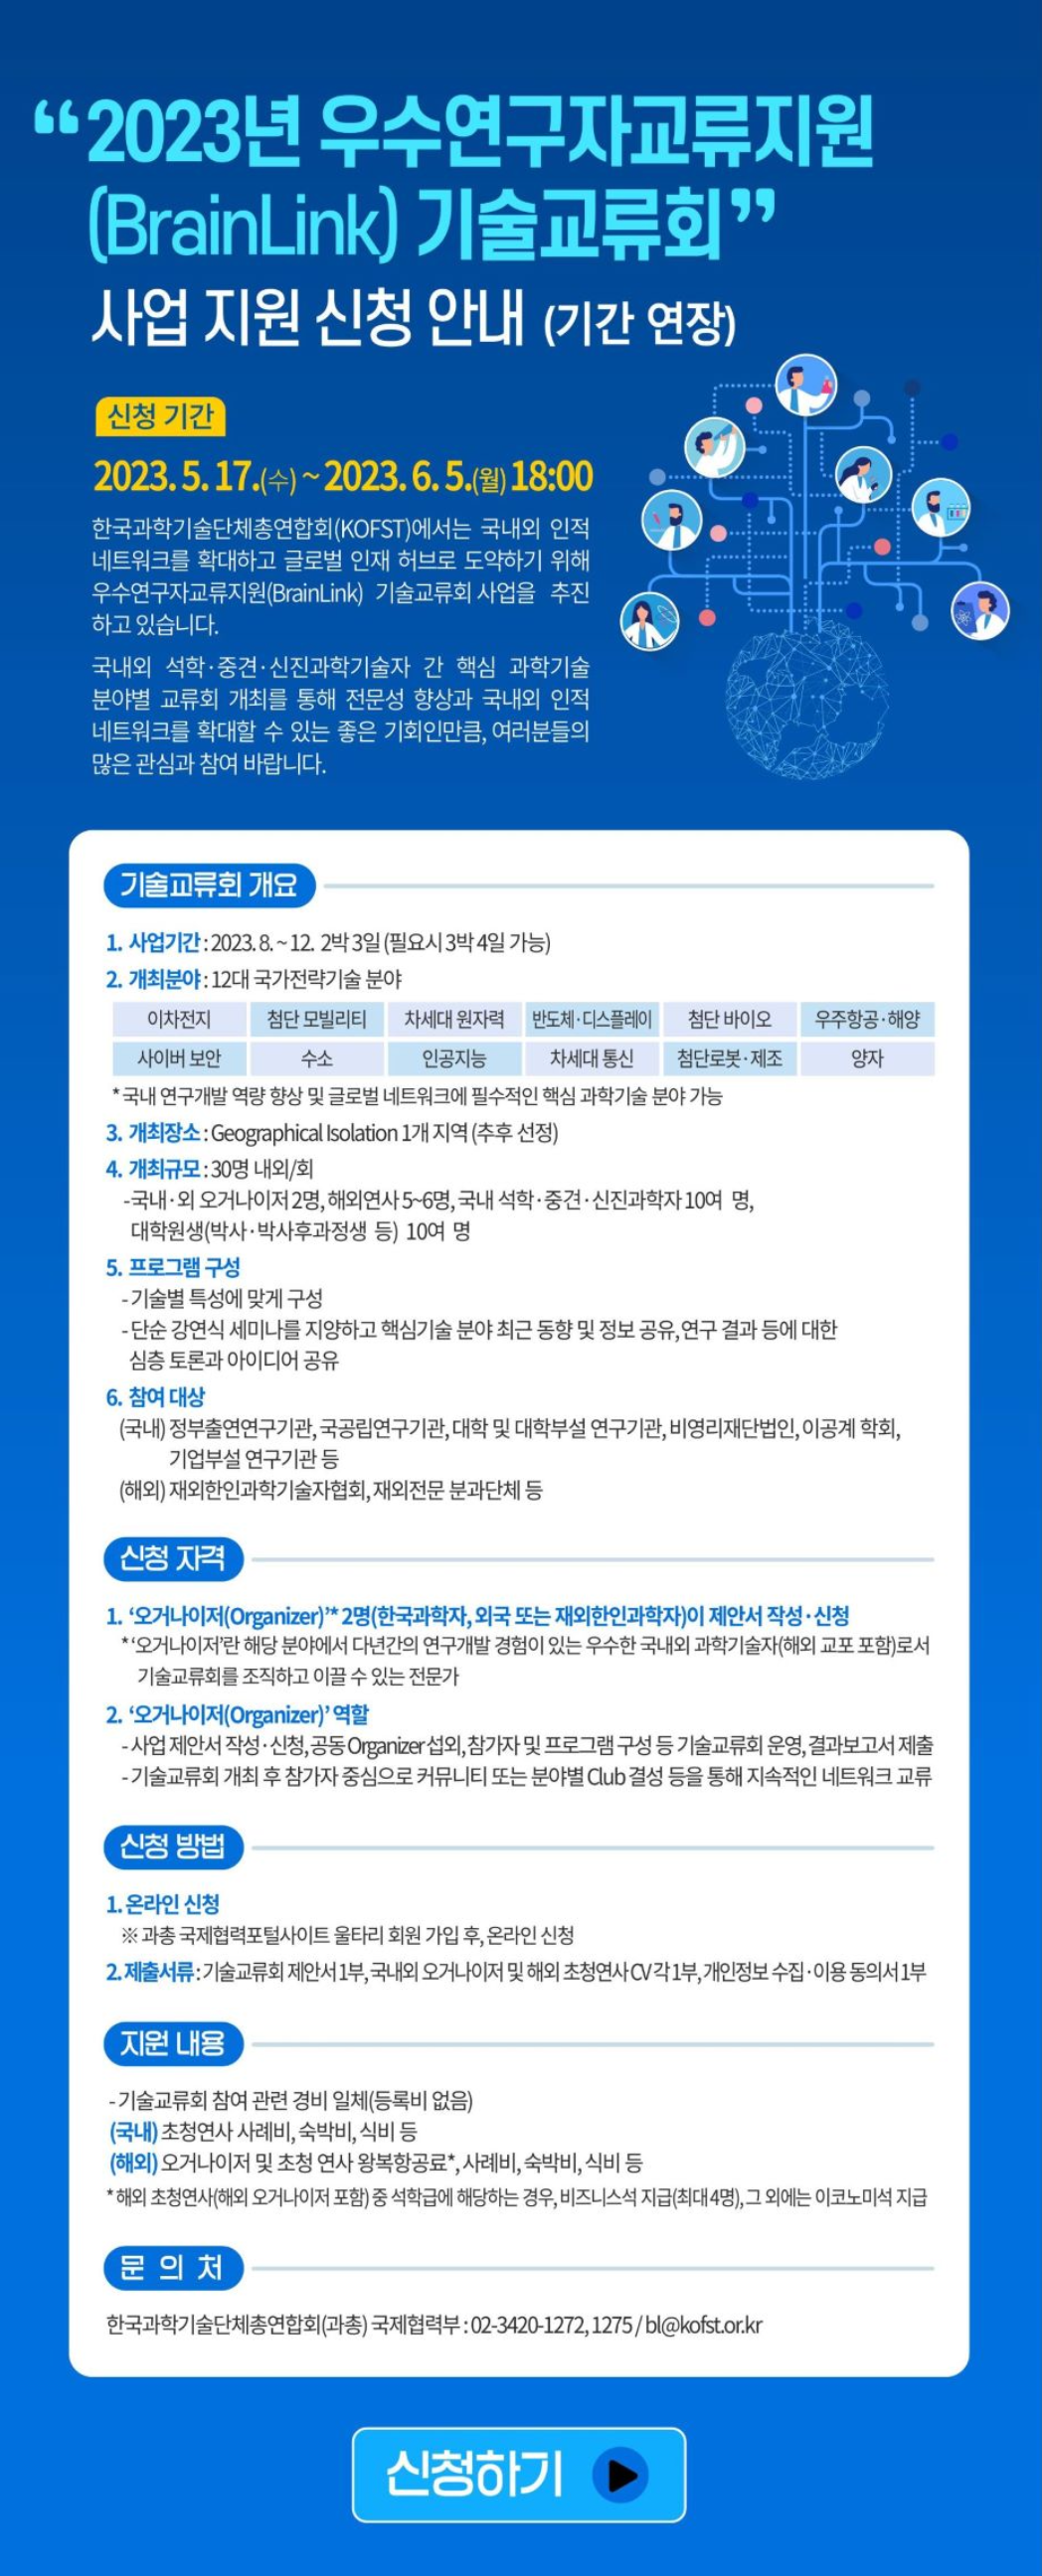 “2023년 우수연구자교류지원
(BrainLink) 기술교류회”
사업 지원 신청 안내 (기간 연장)
신청 기간
2023. 5. 17.(수) ~ 2023. 6. 5.(월) 18:00
한국과학기술단체총연합회(KOFST)에서는 국내외 인적
네트워크를 확대하고 글로벌 인재 허브로 도약하기 위해
우수연구자교류지원(BrainLink) 기술교류회 사업을 추진
하고 있습니다.
국내외 석학·중견·신진과학기술자 간 핵심 과학기술
분야별 교류회 개최를 통해 전문성 향상과 국내외 인적
네트워크를 확대할 수 있는 좋은 기회인만큼, 여러분들의
많은 관심과 참여 바랍니다.
기술교류회 개요
1. 사업기간 : 2023. 8. ~ 12. 2박 3일 (필요시 3박 4일 가능)
2. 개최분야 : 12대 국가전략기술 분야
이차전지 첨단 모빌리티 차세대 원자력 반도체·디스플레이 첨단 바이오 우주항공·해양
사이버 보안 수소 인공지능 차세대 통신 첨단로봇·제조 양자
* 국내 연구개발 역량 향상 및 글로벌 네트워크에 필수적인 핵심 과학기술 분야 가능
3. 개최장소 : Geographical Isolation 1개 지역 (추후 선정)
4. 개최규모 : 30명 내외/회
- 국내·외 오거나이저 2명, 해외연사 5~6명, 국내 석학·중견·신진과학자 10여 명,
대학원생(박사·박사후과정생 등) 10여 명
5. 프로그램 구성
- 기술별 특성에 맞게 구성
- 단순 강연식 세미나를 지양하고 핵심기술 분야 최근 동향 및 정보 공유, 연구 결과 등에 대한
심층 토론과 아이디어 공유
6. 참여 대상
(국내) 정부출연연구기관, 국공립연구기관, 대학 및 대학부설 연구기관, 비영리재단법인, 이공계 학회,
기업부설 연구기관 등
(해외) 재외한인과학기술자협회, 재외전문 분과단체 등
신청 자격
1. ‘오거나이저(Organizer)’* 2명(한국과학자, 외국 또는 재외한인과학자)이 제안서 작성·신청
* ‘오거나이저’란 해당 분야에서 다년간의 연구개발 경험이 있는 우수한 국내외 과학기술자(해외 교포 포함)로서
기술교류회를 조직하고 이끌 수 있는 전문가
2. ‘오거나이저(Organizer)’ 역할
- 사업 제안서 작성·신청, 공동 Organizer 섭외, 참가자 및 프로그램 구성 등 기술교류회 운영, 결과보고서 제출
- 기술교류회 개최 후 참가자 중심으로 커뮤니티 또는 분야별 Club 결성 등을 통해 지속적인 네트워크 교류
신청 방법
1. 온라인 신청
※ 과총 국제협력포털사이트 울타리 회원 가입 후, 온라인 신청
2. 제출서류 : 기술교류회 제안서 1부, 국내외 오거나이저 및 해외 초청연사 CV 각 1부, 개인정보 수집·이용 동의서 1부
지원 내용
- 기술교류회 참여 관련 경비 일체(등록비 없음)
(국내) 초청연사 사례비, 숙박비, 식비 등
(해외) 오거나이저 및 초청 연사 왕복항공료*, 사례비, 숙박비, 식비 등
* 해외 초청연사(해외 오거나이저 포함) 중 석학급에 해당하는 경우, 비즈니스석 지급(최대 4명), 그 외에는 이코노미석 지급
문 의 처
한국과학기술단체총연합회(과총) 국제협력부 : 02-3420-1272, 1275 / bl@kofst.or.kr
신청하기